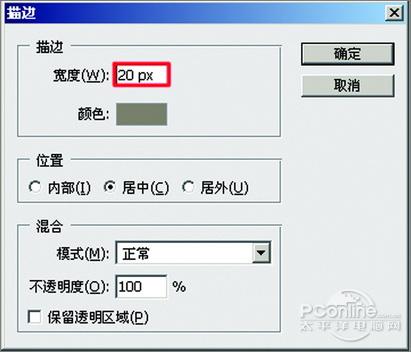 描边
描边
宽度(W): 20 px
颜色:
确定
取消
位置
内部(I) 居中(C) 居外(U)
混合
模式(M): 正常
不透明度(O): 100 %
保留透明区域(P)
PConline
太平洋电脑网